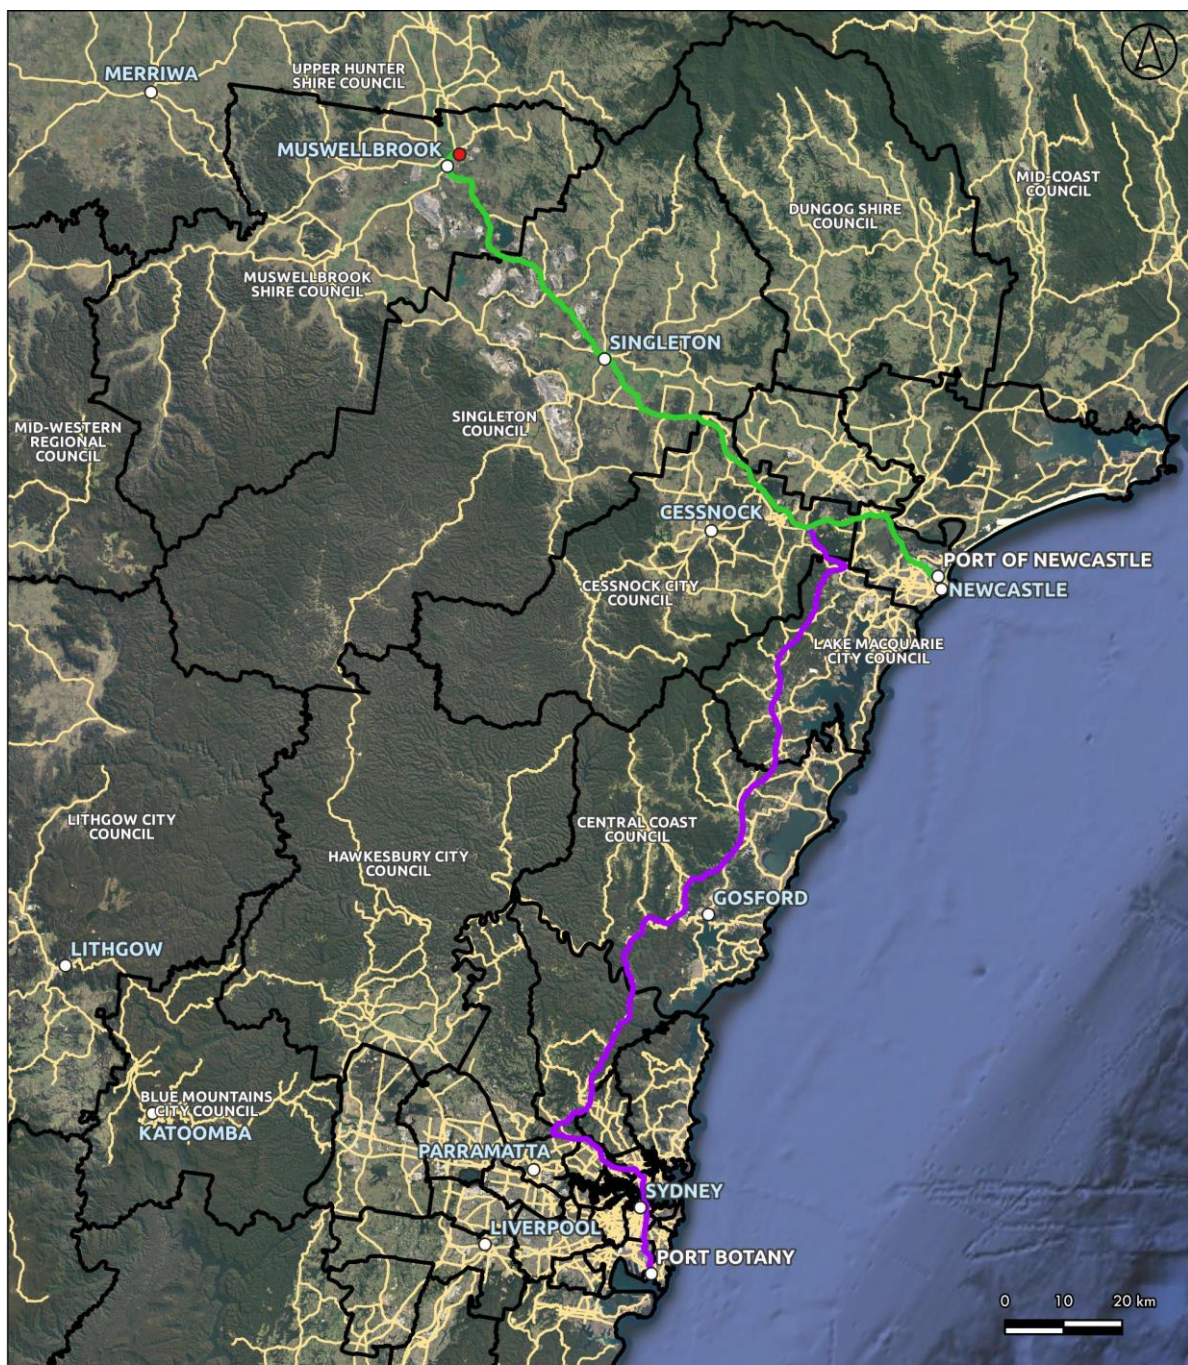 MERRIWA
UPPER HUNTER
SHIRE COUNCIL
MUSWELLBROOK
MID-COAST
COUNCIL
DUNGOG SHIRE
COUNCIL
MUSWELLBROOK
SHIRE COUNCIL
SINGLETON
SINGLETON
COUNCIL
MID-WESTERN
REGIONAL
COUNCIL
CESSNOCK
PORT OF NEWCASTLE
CESSNOCK CITY
COUNCIL
NEWCASTLE
LAKE MACQUARIE
CITY COUNCIL
LITHGOW CITY
COUNCIL
CENTRAL COAST
COUNCIL
HAWKESBURY CITY
COUNCIL
GOSFORD
LITHGOW
BLUE MOUNTAINS
CITY COUNCIL
KATOOMBA
PARRAMATTA
SYDNEY
LIVERPOOL
PORT BOTANY
0 10 20 km